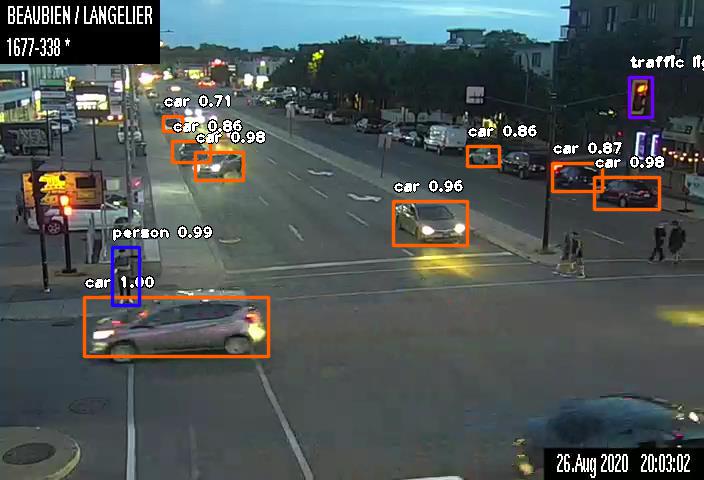 BEAUBIEN / LANGELIER
1677-338 *
traffic lig
car 0.71
car 0.86
car 0.98
car 0.86
car 0.87
car 0.98
car 0.96
person 0.99
car 1.00
26.Aug 2020 20:03:02